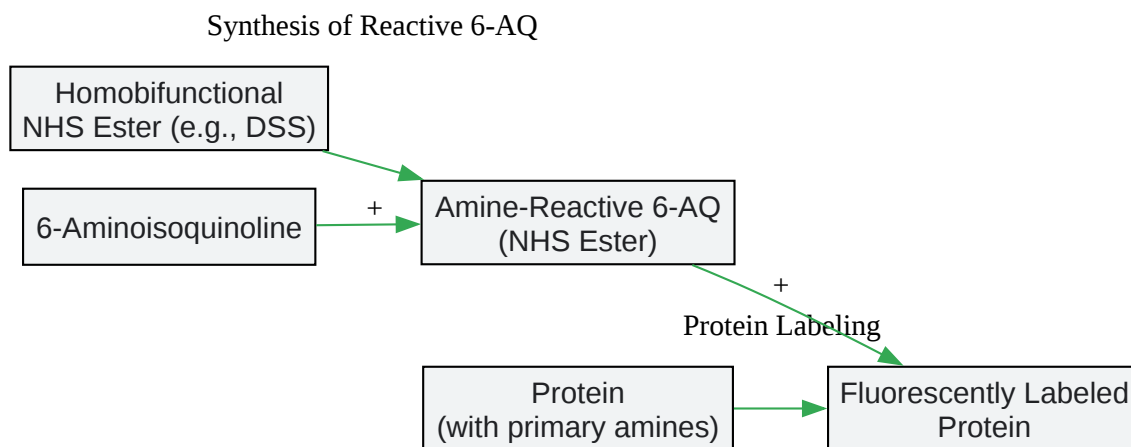 Synthesis of Reactive 6-AQ
Homobifunctional
NHS Ester (e.g., DSS)
6-Aminoisoquinoline
+
Amine-Reactive 6-AQ
(NHS Ester)
+
Protein Labeling
Protein
(with primary amines)
Fluorescently Labeled
Protein